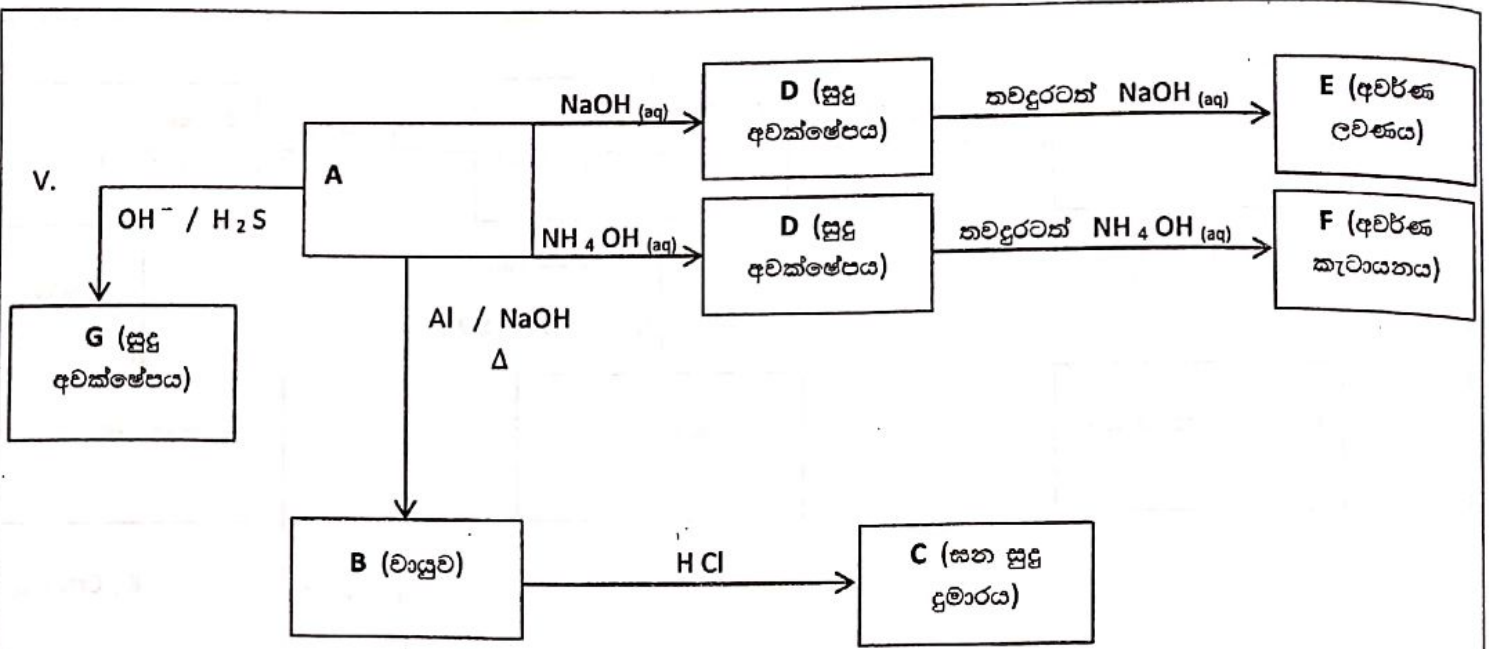 V.
A
NaOH (aq)
D (සුදු
අවක්ෂේපය)
තවදුරටත් NaOH (aq)
E (අවර්ණ
ලවණය)
NH 4 OH (aq)
D (සුදු
අවක්ෂේපය)
තවදුරටත් NH 4 OH (aq)
F (අවර්ණ
කැටායනය)
OH ⁻ / H 2 S
G (සුදු
අවක්ෂේපය)
Al / NaOH
Δ
B (වායුව)
H Cl
C (ඝන සුදු
දුමාරය)